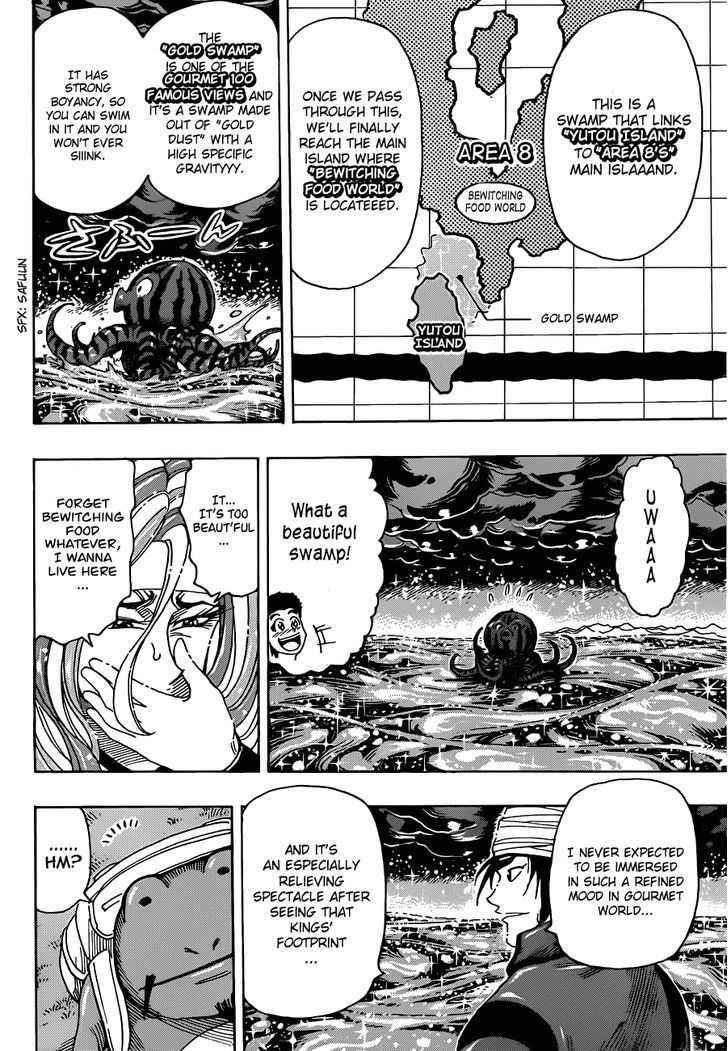 THIS IS A
SWAMP THAT LINKS
"YUTOU ISLAND"
TO "AREA 8'S"
MAIN ISLAAAND.
ONCE WE PASS
THROUGH THIS,
WE'LL FINALLY
REACH THE MAIN
ISLAND WHERE
"BEWITCHING
FOOD WORLD"
IS LOCATEEED.
AREA 8
BEWITCHING
FOOD WORLD
GOLD SWAMP
YUTOU
ISLAND
THE
"GOLD SWAMP"
IS ONE OF THE
GOURMET 100
FAMOUS VIEWS AND
IT'S A SWAMP MADE
OUT OF "GOLD
DUST" WITH A
HIGH SPECIFIC
GRAVITYYY.
IT HAS
STRONG
BOYANCY, SO
YOU CAN SWIM
IN IT AND YOU
WON'T EVER
SIIINK.
さふーん
SFX: SAFUUN
UWAAA
What a
beautiful
swamp!
IT...
IT'S TOO
BEAUT'FUL
...
FORGET
BEWITCHING
FOOD
WHATEVER,
I WANNA
LIVE HERE
...
I NEVER EXPECTED
TO BE IMMERSED
IN SUCH A REFINED
MOOD IN GOURMET
WORLD...
AND IT'S
AN ESPECIALLY
RELIEVING
SPECTACLE AFTER
SEEING THAT
KINGS'
FOOTPRINT
...
......
HM?